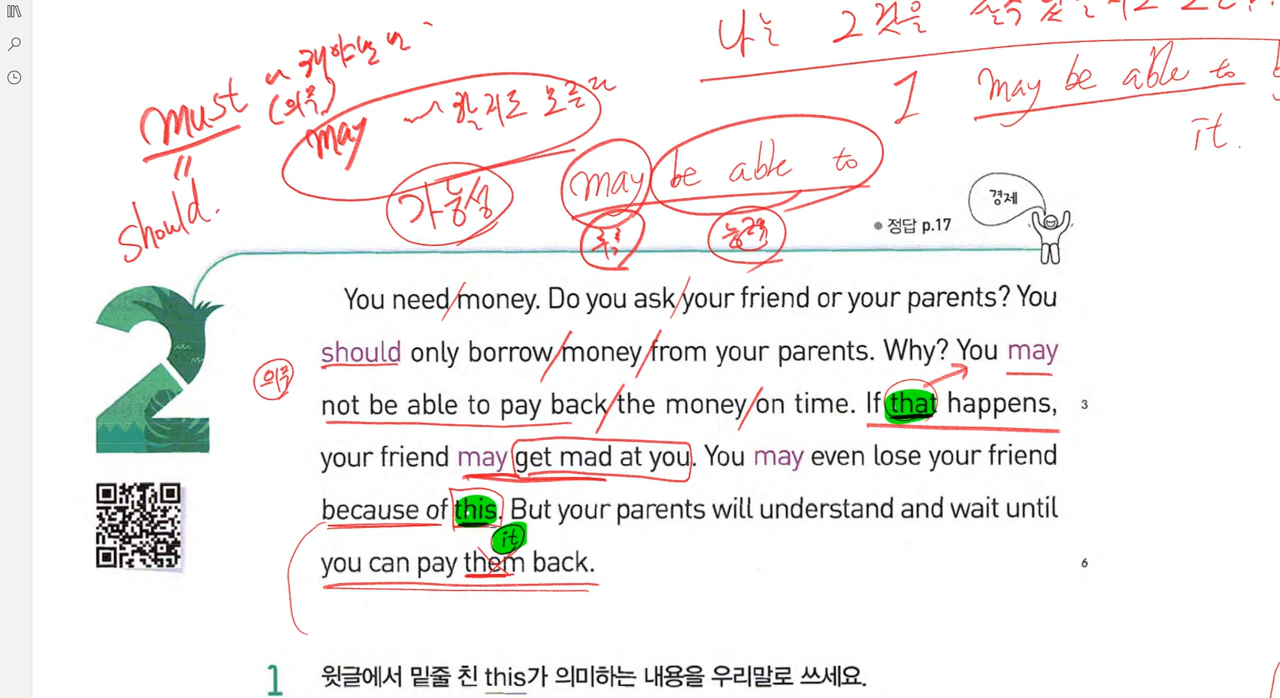 나는 그것을
1 may be able to
it.
must ~해야한다
(의무)
may ~할지도 모른다
should.
가능성
may be able to
추측
능력
경제
정답 p.17
2
You need money. Do you ask your friend or your parents? You
should only borrow money from your parents. Why? You may
의무
not be able to pay back the money on time. If that happens, 3
your friend may get mad at you. You may even lose your friend
because of this. But your parents will understand and wait until
it
you can pay them back. 6
1 윗글에서 밑줄 친 this가 의미하는 내용을 우리말로 쓰세요.